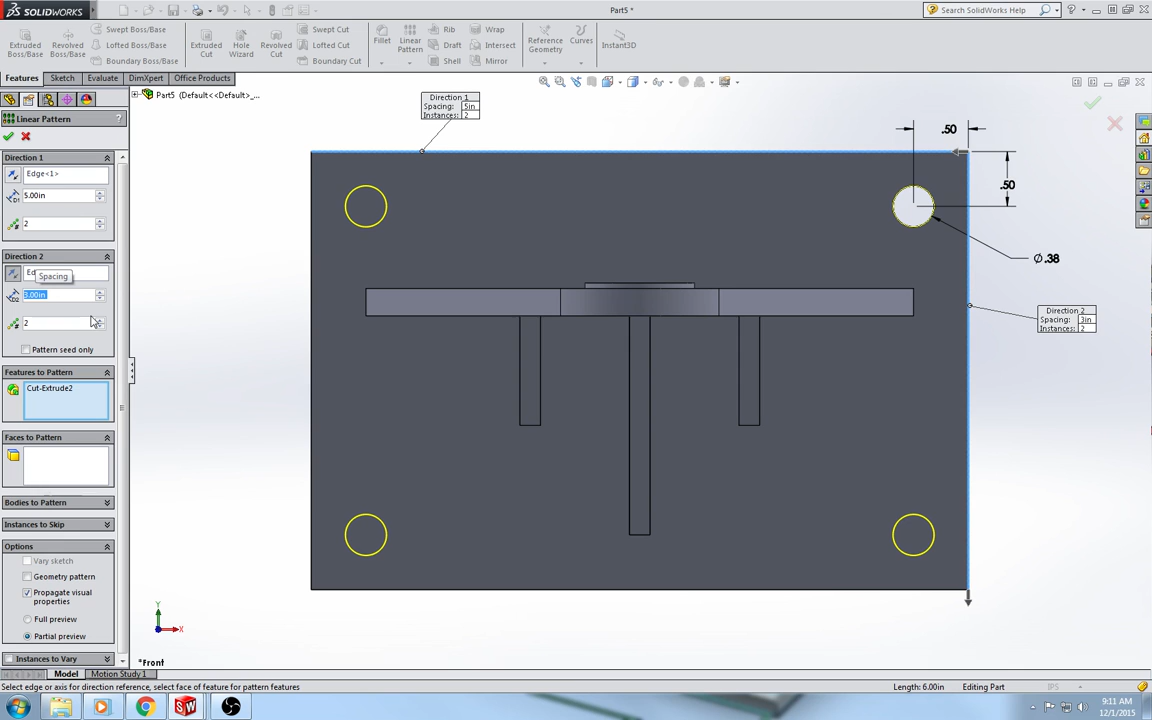 SOLIDWORKS
Part5 *
Search SolidWorks Help
Extruded Boss/Base
Revolved Boss/Base
Swept Boss/Base
Lofted Boss/Base
Boundary Boss/Base
Extruded Cut
Hole Wizard
Revolved Cut
Swept Cut
Lofted Cut
Boundary Cut
Fillet
Linear Pattern
Rib
Draft
Shell
Wrap
Intersect
Mirror
Reference Geometry
Curves
Instant3D
Features
Sketch
Evaluate
DimXpert
Office Products
Part5 (Default<<Default>_...
Linear Pattern
?
Direction 1
Edge<1>
5.00in
2
Direction 2
Ed
Spacing
3.00in
2
Pattern seed only
Features to Pattern
Cut-Extrude2
Faces to Pattern
Bodies to Pattern
Instances to Skip
Options
Vary sketch
Geometry pattern
Propagate visual properties
Full preview
Partial preview
Instances to Vary
Direction 1
Spacing: 5in
Instances: 2
.50
.50
Ø.38
Direction 2
Spacing: 3in
Instances: 2
Y
X
*Front
Model
Motion Study 1
Select edge or axis for direction reference, select face of feature for pattern features
Length: 6.00in
Editing Part
IPS
SW
9:11 AM
12/1/2015